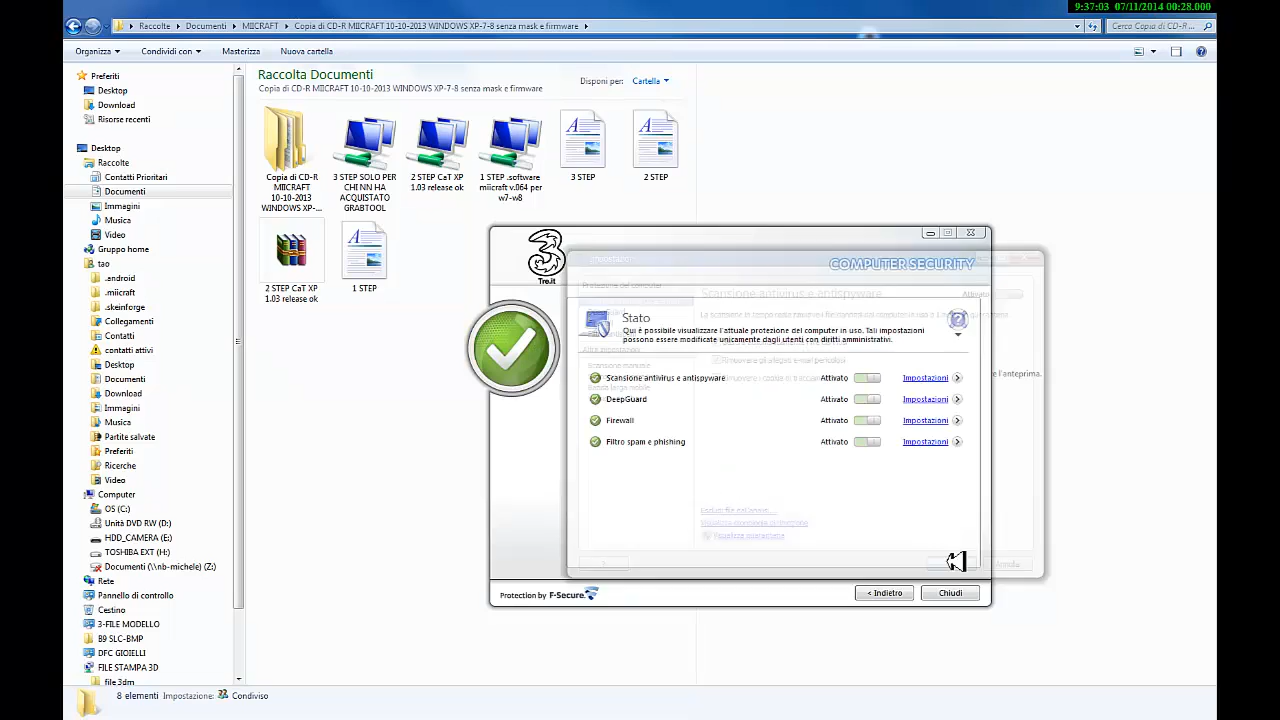 9:37:03 07/11/2014 00:28.000
Raccolte ▸ Documenti ▸ MIICRAFT ▸ Copia di CD-R MIICRAFT 10-10-2013 WINDOWS XP-7-8 senza mask e firmware ▸
Cerca Copia di CD-R ...
Organizza ▾ Condividi con ▾ Masterizza Nuova cartella
Preferiti
Desktop
Download
Risorse recenti
Desktop
Raccolte
Contatti Prioritari
Documenti
Immagini
Musica
Video
Gruppo home
tao
.android
.miicraft
.skeinforge
Collegamenti
Contatti
contatti attivi
Desktop
Documenti
Download
Immagini
Musica
Partite salvate
Preferiti
Ricerche
Video
Computer
OS (C:)
Unità DVD RW (D:)
HDD_CAMERA (E:)
TOSHIBA EXT (H:)
Documenti (\\nb-michele) (Z:)
Rete
Pannello di controllo
Cestino
3-FILE MODELLO
B9 SLC-BMP
DFC GIOIELLI
FILE STAMPA 3D
file 3dm
Raccolta Documenti
Copia di CD-R MIICRAFT 10-10-2013 WINDOWS XP-7-8 senza mask e firmware
Disponi per: Cartella ▾
Copia di CD-R
MIICRAFT
10-10-2013
WINDOWS XP-...
3 STEP SOLO PER
CHI NN HA
ACQUISTATO
GRABTOOL
2 STEP CaT XP
1.03 release ok
1 STEP .software
miicraft v.064 per
w7-w8
3 STEP
2 STEP
2 STEP CaT XP
1.03 release ok
1 STEP
3
Tre.it
COMPUTER SECURITY
Scansione antivirus e antispyware
Attivato
Stato
Qui è possibile visualizzare l'attuale protezione del computer in uso. Tali impostazioni
possono essere modificate unicamente dagli utenti con diritti amministrativi.
e l'anteprima.
Scansione antivirus e antispyware Attivato Impostazioni
DeepGuard Attivato Impostazioni
Firewall Attivato Impostazioni
Filtro spam e phishing Attivato Impostazioni
Annulla
Protection by F-Secure.
< Indietro
Chiudi
8 elementi Impostazione: Condiviso